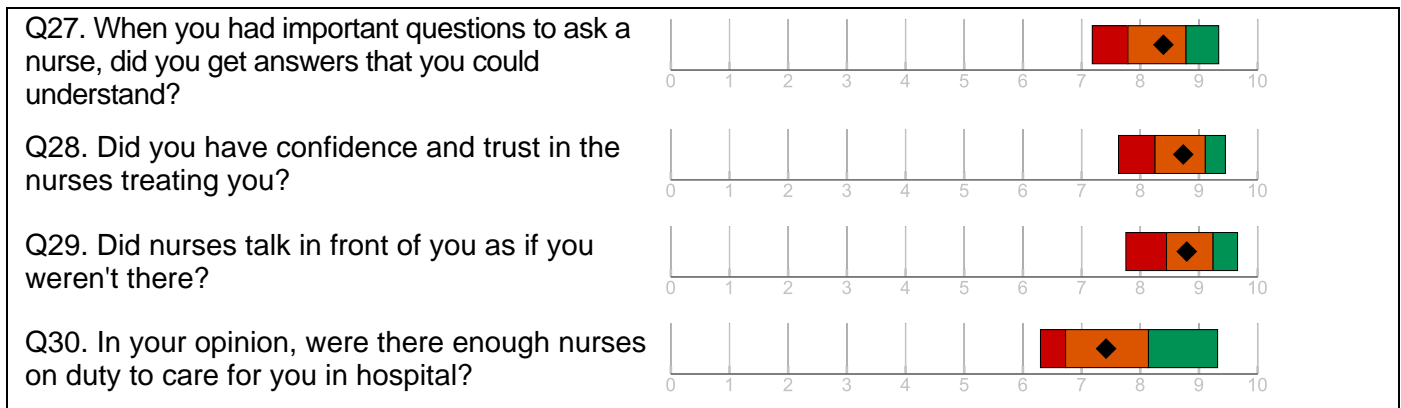 Q27. When you had important questions to ask a
nurse, did you get answers that you could
understand?
0 1 2 3 4 5 6 7 8 9 10
Q28. Did you have confidence and trust in the
nurses treating you?
0 1 2 3 4 5 6 7 8 9 10
Q29. Did nurses talk in front of you as if you
weren't there?
0 1 2 3 4 5 6 7 8 9 10
Q30. In your opinion, were there enough nurses
on duty to care for you in hospital?
0 1 2 3 4 5 6 7 8 9 10